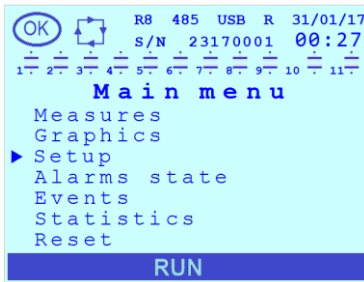 OK R8 485 USB R 31/01/17
S/N 23170001 00:27
1 2 3 4 5 6 7 8 9 10 11
Main menu
Measures
Graphics
Setup
Alarms state
Events
Statistics
Reset
RUN